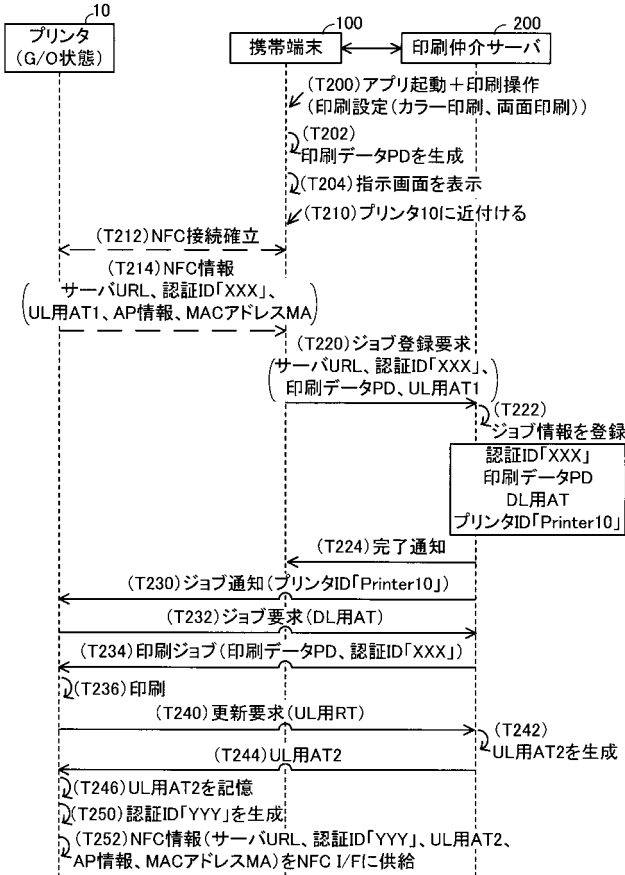 10
プリンタ
(G/O状態)
100
携帯端末
200
印刷仲介サーバ
(T200)アプリ起動+印刷操作
(印刷設定(カラー印刷、両面印刷))
(T202)
印刷データPDを生成
(T204)指示画面を表示
(T210)プリンタ10に近付ける
(T212)NFC接続確立
(T214)NFC情報
(サーバURL、認証ID「XXX」、
UL用AT1、AP情報、MACアドレスMA)
(T220)ジョブ登録要求
(サーバURL、認証ID「XXX」、
印刷データPD、UL用AT1)
(T222)
ジョブ情報を登録
認証ID「XXX」
印刷データPD
DL用AT
プリンタID「Printer10」
(T224)完了通知
(T230)ジョブ通知(プリンタID「Printer10」)
(T232)ジョブ要求(DL用AT)
(T234)印刷ジョブ(印刷データPD、認証ID「XXX」)
(T236)印刷
(T240)更新要求(UL用RT)
(T242)
UL用AT2を生成
(T244)UL用AT2
(T246)UL用AT2を記憶
(T250)認証ID「YYY」を生成
(T252)NFC情報(サーバURL、認証ID「YYY」、UL用AT2、
AP情報、MACアドレスMA)をNFC I/Fに供給